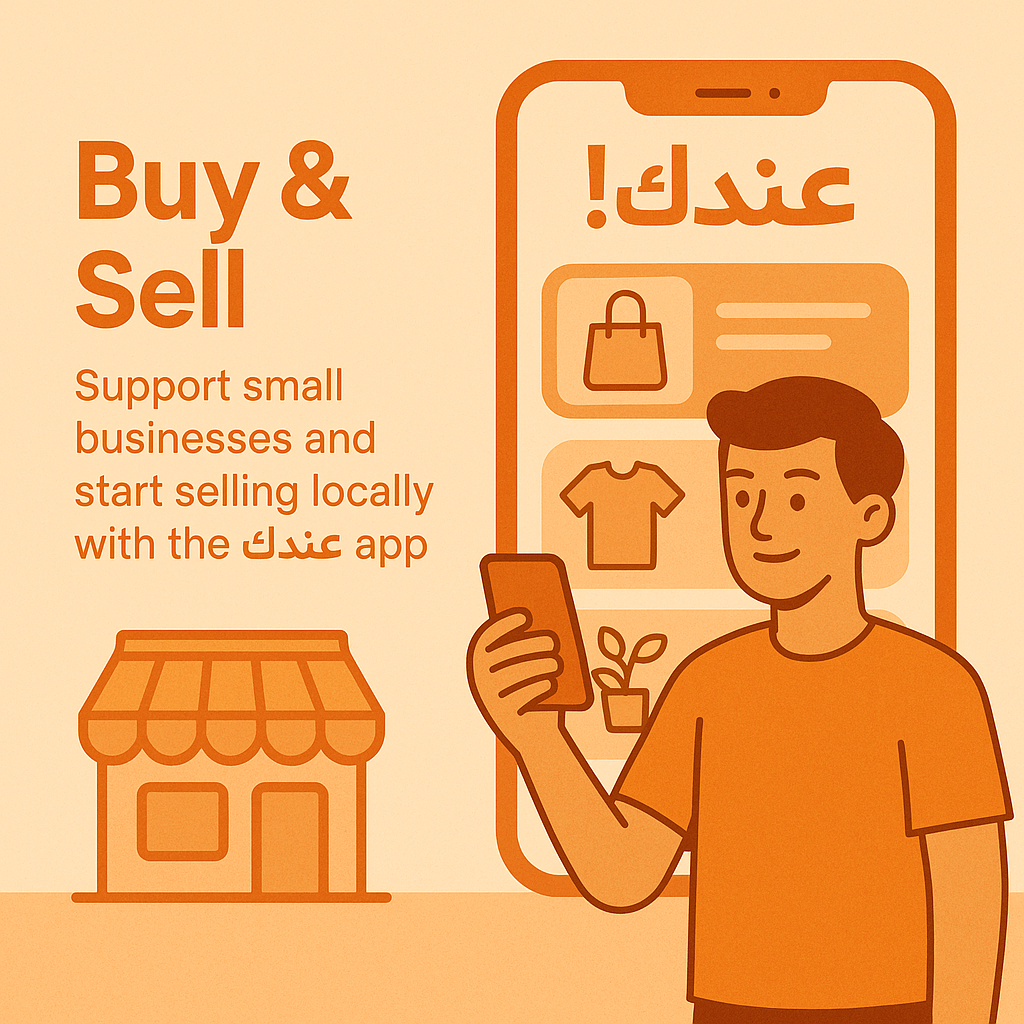 Buy &
Sell
Support small
businesses and
start selling locally
with the عندك app
عندك!